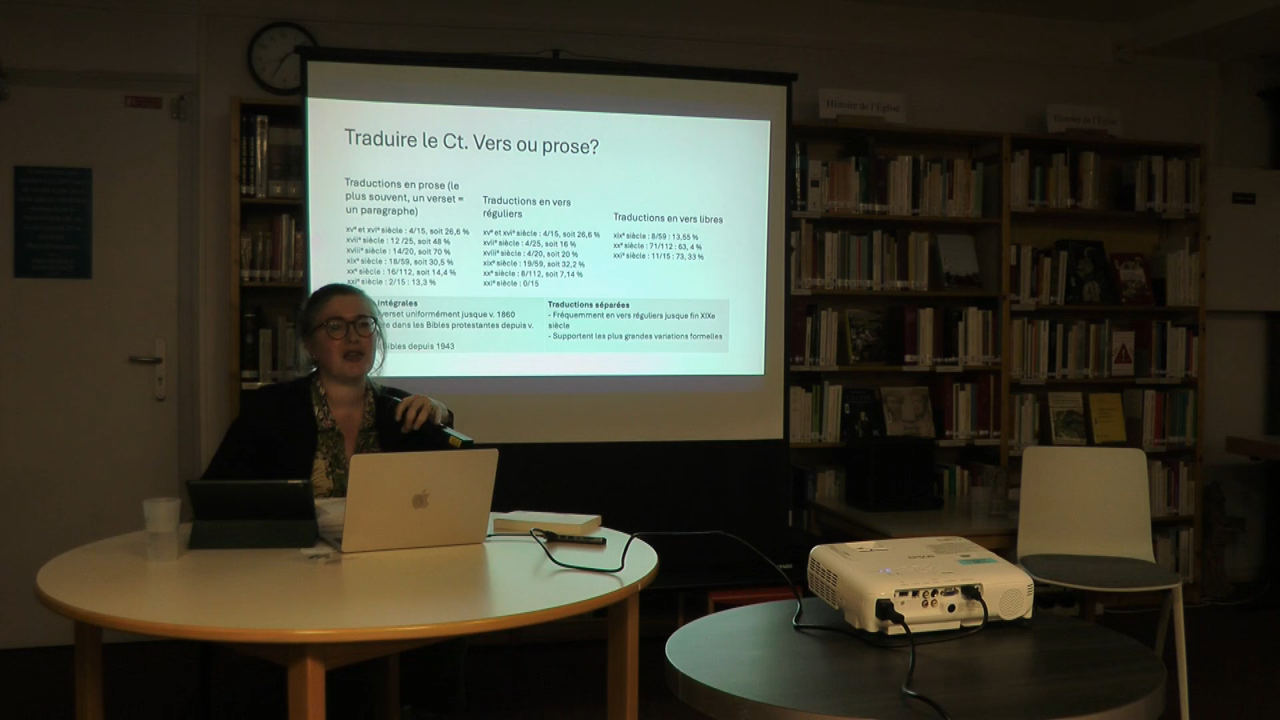 Traduire le Ct. Vers ou prose?
Traductions en prose (le
plus souvent, un verset =
un paragraphe)
xvᵉ et xviᵉ siècle : 4/15, soit 26,6 %
xviiᵉ siècle : 12 /25, soit 48 %
xviiiᵉ siècle : 14/20, soit 70 %
xixᵉ siècle : 18/59, soit 30,5 %
xxᵉ siècle : 16/112, soit 14,4 %
xxiᵉ siècle : 2/15 : 13,3 %
Traductions en vers
réguliers
xvᵉ et xviᵉ siècle : 4/15, soit 26,6 %
xviiᵉ siècle : 4/25, soit 16 %
xviiiᵉ siècle : 4/20, soit 20 %
xixᵉ siècle : 19/59, soit 32,2 %
xxᵉ siècle : 8/112, soit 7,14 %
xxiᵉ siècle : 0/15
Traductions en vers libres
xixᵉ siècle : 8/59 : 13,55 %
xxᵉ siècle : 71/112 : 63, 4 %
xxiᵉ siècle : 11/15 : 73,33 %
intégrales
verset uniformément jusque v. 1860
dans les Bibles protestantes depuis v.
Bibles depuis 1943
Traductions séparées
- Fréquemment en vers réguliers jusque fin XIXe
siècle
- Supportent les plus grandes variations formelles
Histoire de l'Église
Histoire de l'Église